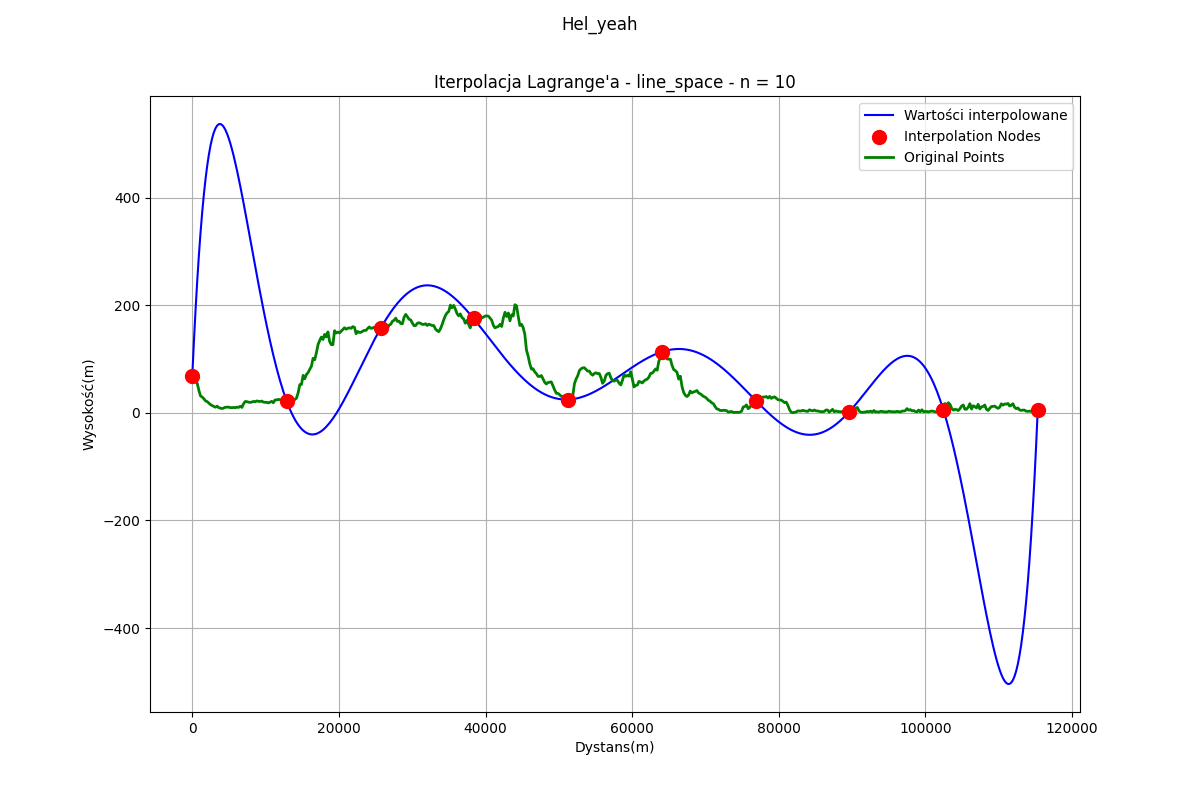 Hel_yeah
Iterpolacja Lagrange'a - line_space - n = 10
Wartości interpolowane
Interpolation Nodes
Original Points
400
200
0
−200
−400
Wysokość(m)
0 20000 40000 60000 80000 100000 120000
Dystans(m)